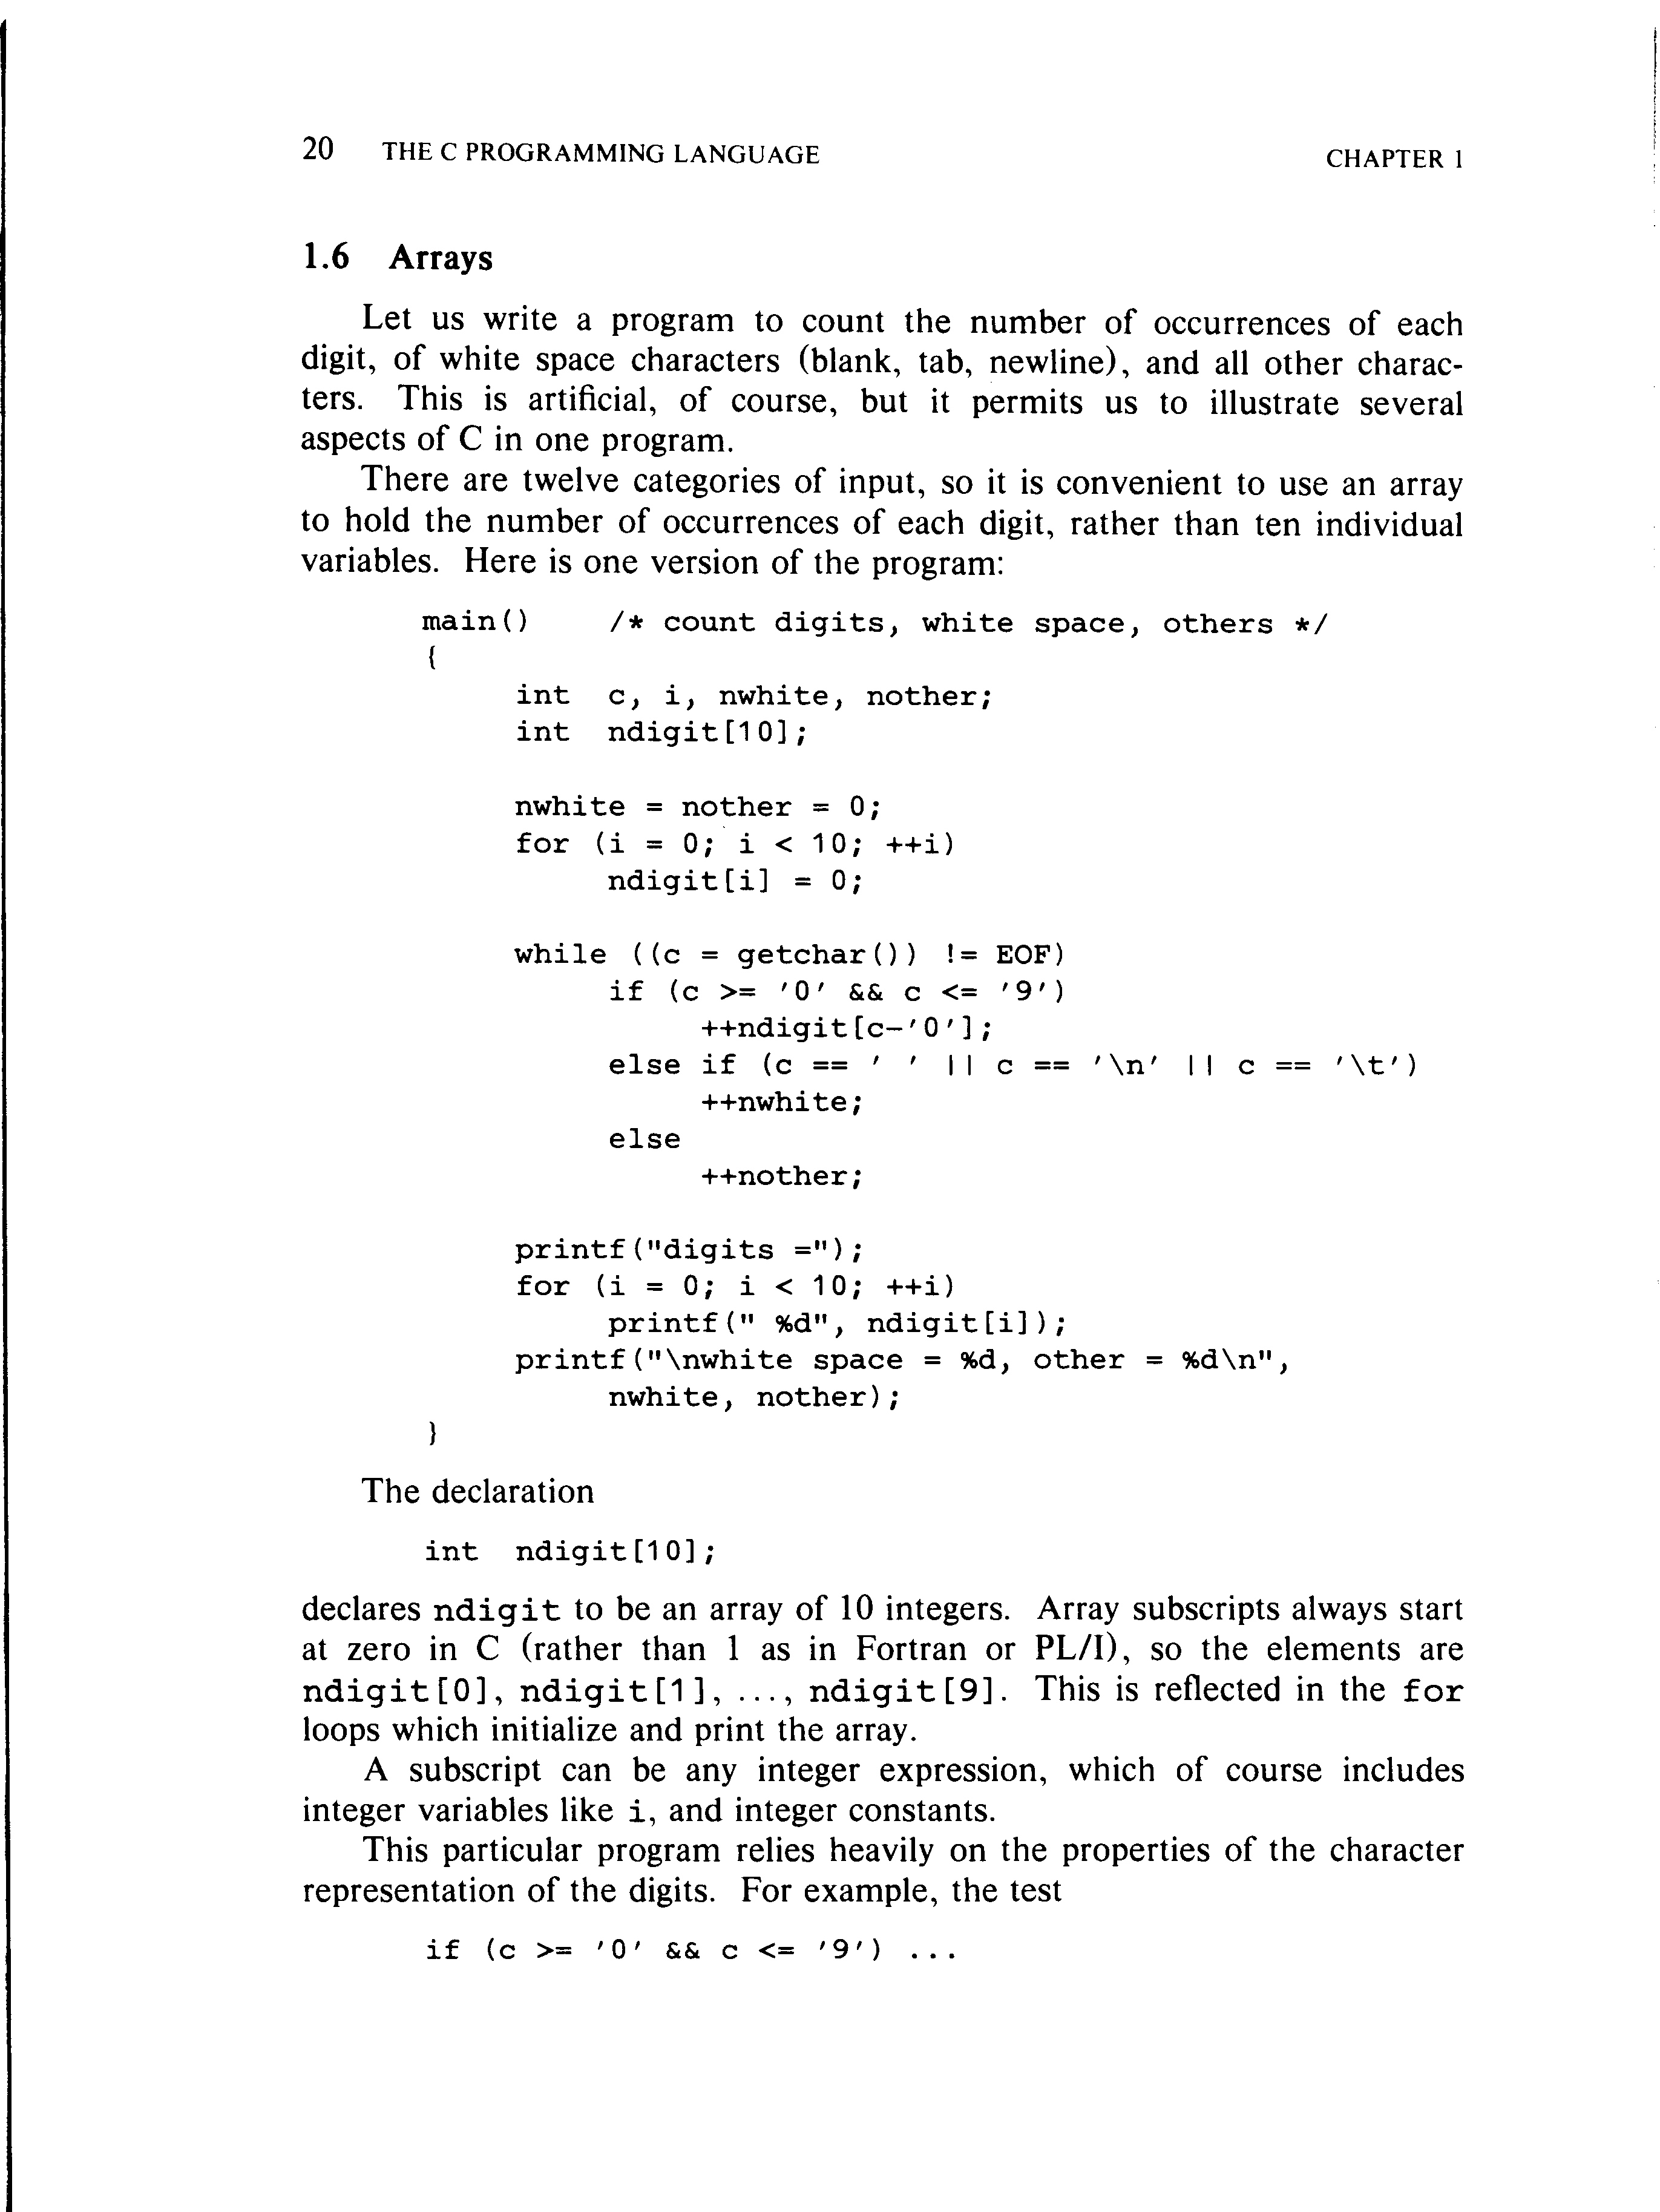 20 THE C PROGRAMMING LANGUAGE CHAPTER 1
1.6 Arrays
Let us write a program to count the number of occurrences of each
digit, of white space characters (blank, tab, newline), and all other charac-
ters. This is artificial, of course, but it permits us to illustrate several
aspects of C in one program.
There are twelve categories of input, so it is convenient to use an array
to hold the number of occurrences of each digit, rather than ten individual
variables. Here is one version of the program:
main() /* count digits, white space, others */
{
int c, i, nwhite, nother;
int ndigit[10];
nwhite = nother = 0;
for (i = 0; i < 10; ++i)
ndigit[i] = 0;
while ((c = getchar()) != EOF)
if (c >= '0' && c <= '9')
++ndigit[c-'0'];
else if (c == ' ' || c == '\n' || c == '\t')
++nwhite;
else
++nother;
printf("digits =");
for (i = 0; i < 10; ++i)
printf(" %d", ndigit[i]);
printf("\nwhite space = %d, other = %d\n",
nwhite, nother);
}
The declaration
int ndigit[10];
declares ndigit to be an array of 10 integers. Array subscripts always start
at zero in C (rather than 1 as in Fortran or PL/I), so the elements are
ndigit[0], ndigit[1], ..., ndigit[9]. This is reflected in the for
loops which initialize and print the array.
A subscript can be any integer expression, which of course includes
integer variables like i, and integer constants.
This particular program relies heavily on the properties of the character
representation of the digits. For example, the test
if (c >= '0' && c <= '9') ...